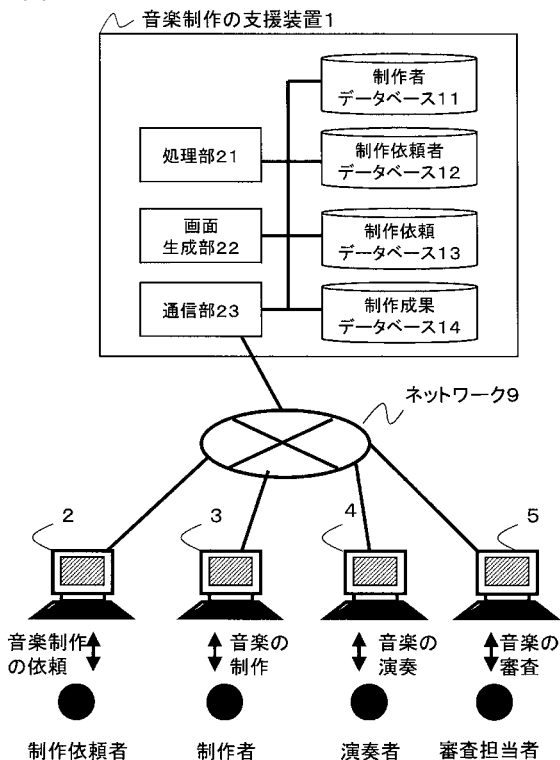 音楽制作の支援装置1
制作者
データベース11
処理部21
制作依頼者
データベース12
画面
生成部22
制作依頼
データベース13
通信部23
制作成果
データベース14
ネットワーク9
2
3
4
5
音楽制作
の依頼
音楽の
制作
音楽の
演奏
音楽の
審査
制作依頼者
制作者
演奏者
審査担当者